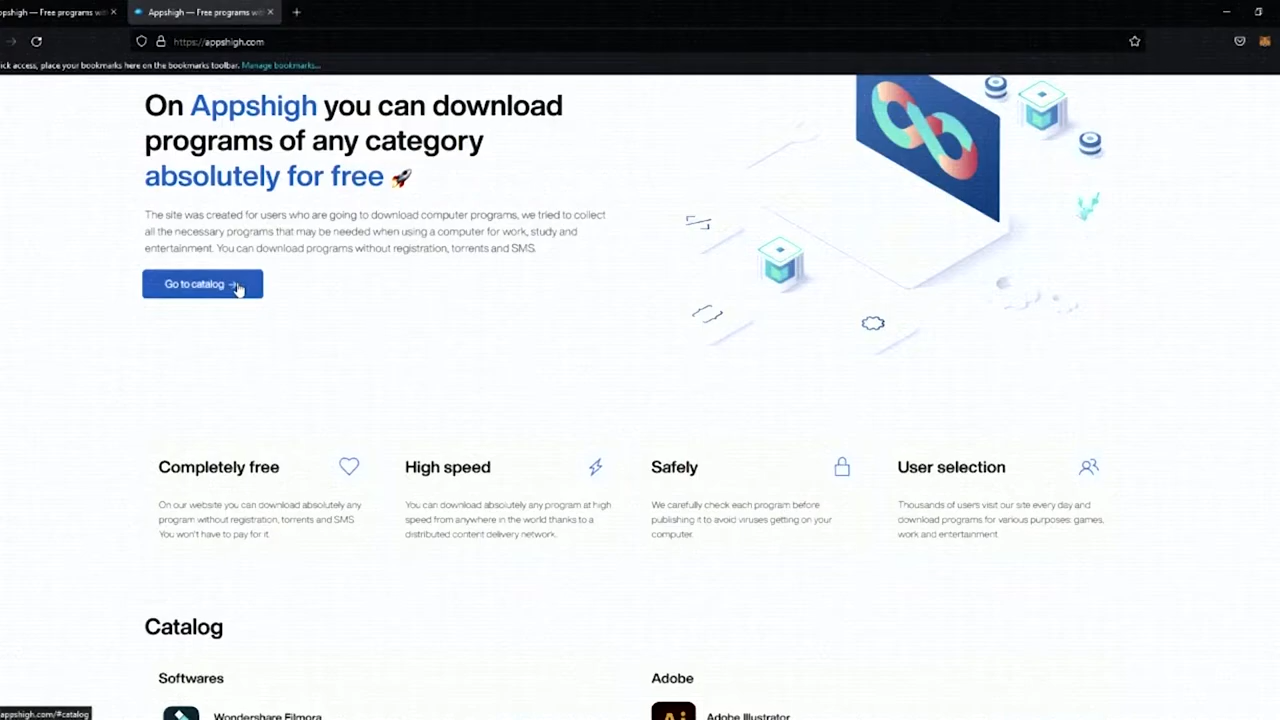 Appshigh — Free programs wit
https://appshigh.com
ick access, place your bookmarks here on the bookmarks toolbar. Manage bookmarks...
On Appshigh you can download
programs of any category
absolutely for free 🚀
The site was created for users who are going to download computer programs, we tried to collect
all the necessary programs that may be needed when using a computer for work, study and
entertainment. You can download programs without registration, torrents and SMS.
Go to catalog →
Completely free
On our website you can download absolutely any
program without registration, torrents and SMS
You won't have to pay for it.
High speed
You can download absolutely any program at high
speed from anywhere in the world thanks to a
distributed content delivery network.
Safely
We carefully check each program before
publishing it to avoid viruses getting on your
computer.
User selection
Thousands of users visit our site every day and
download programs for various purposes: games,
work and entertainment
Catalog
Softwares
Wondershare Filmora
Adobe
Ai
Adobe Illustrator
appshigh.com/#catalog